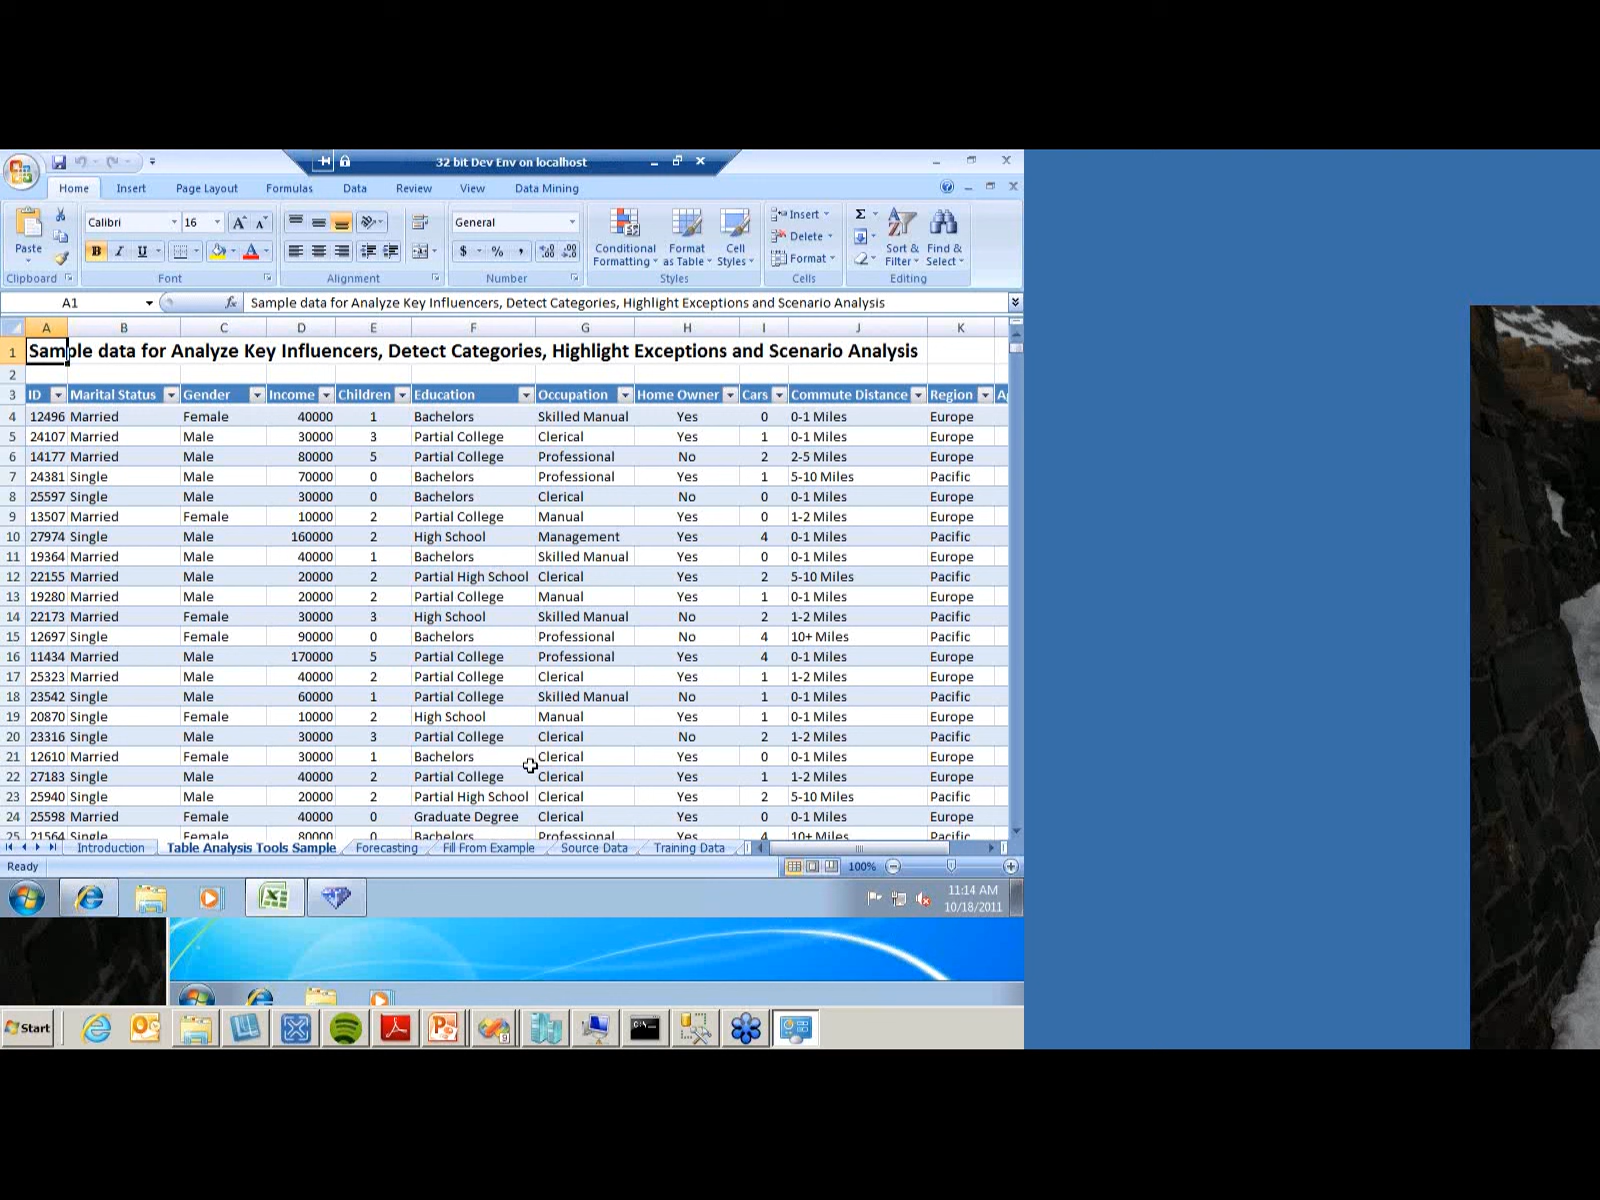 32 bit Dev Env on localhost
Home Insert Page Layout Formulas Data Review View Data Mining
Paste Calibri 16 General Conditional Formatting Format as Table Cell Styles Insert Delete Format Sort & Filter Find & Select
B I U $ % ,
Clipboard Font Alignment Number Styles Cells Editing
A1 fx Sample data for Analyze Key Influencers, Detect Categories, Highlight Exceptions and Scenario Analysis
A B C D E F G H I J K
1 Sample data for Analyze Key Influencers, Detect Categories, Highlight Exceptions and Scenario Analysis
2
3 ID Marital Status Gender Income Children Education Occupation Home Owner Cars Commute Distance Region
4 12496 Married Female 40000 1 Bachelors Skilled Manual Yes 0 0-1 Miles Europe
5 24107 Married Male 30000 3 Partial College Clerical Yes 1 0-1 Miles Europe
6 14177 Married Male 80000 5 Partial College Professional No 2 2-5 Miles Europe
7 24381 Single Male 70000 0 Bachelors Professional Yes 1 5-10 Miles Pacific
8 25597 Single Male 30000 0 Bachelors Clerical No 0 0-1 Miles Europe
9 13507 Married Female 10000 2 Partial College Manual Yes 0 1-2 Miles Europe
10 27974 Single Male 160000 2 High School Management Yes 4 0-1 Miles Pacific
11 19364 Married Male 40000 1 Bachelors Skilled Manual Yes 0 0-1 Miles Europe
12 22155 Married Male 20000 2 Partial High School Clerical Yes 2 5-10 Miles Pacific
13 19280 Married Male 20000 2 Partial College Manual Yes 1 0-1 Miles Europe
14 22173 Married Female 30000 3 High School Skilled Manual No 2 1-2 Miles Pacific
15 12697 Single Female 90000 0 Bachelors Professional No 4 10+ Miles Pacific
16 11434 Married Male 170000 5 Partial College Professional Yes 4 0-1 Miles Europe
17 25323 Married Male 40000 2 Partial College Clerical Yes 1 1-2 Miles Europe
18 23542 Single Male 60000 1 Partial College Skilled Manual No 1 0-1 Miles Pacific
19 20870 Single Female 10000 2 High School Manual Yes 1 0-1 Miles Europe
20 23316 Single Male 30000 3 Partial College Clerical No 2 1-2 Miles Pacific
21 12610 Married Female 30000 1 Bachelors Clerical Yes 0 0-1 Miles Europe
22 27183 Single Male 40000 2 Partial College Clerical Yes 1 1-2 Miles Europe
23 25940 Single Male 20000 2 Partial High School Clerical Yes 2 5-10 Miles Pacific
24 25598 Married Female 40000 0 Graduate Degree Clerical Yes 0 0-1 Miles Europe
25 21564 Single Female 80000 0 Bachelors Professional Yes 4 10+ Miles Pacific
Introduction Table Analysis Tools Sample Forecasting Fill From Example Source Data Training Data
Ready 100%
11:14 AM
10/18/2011
Start